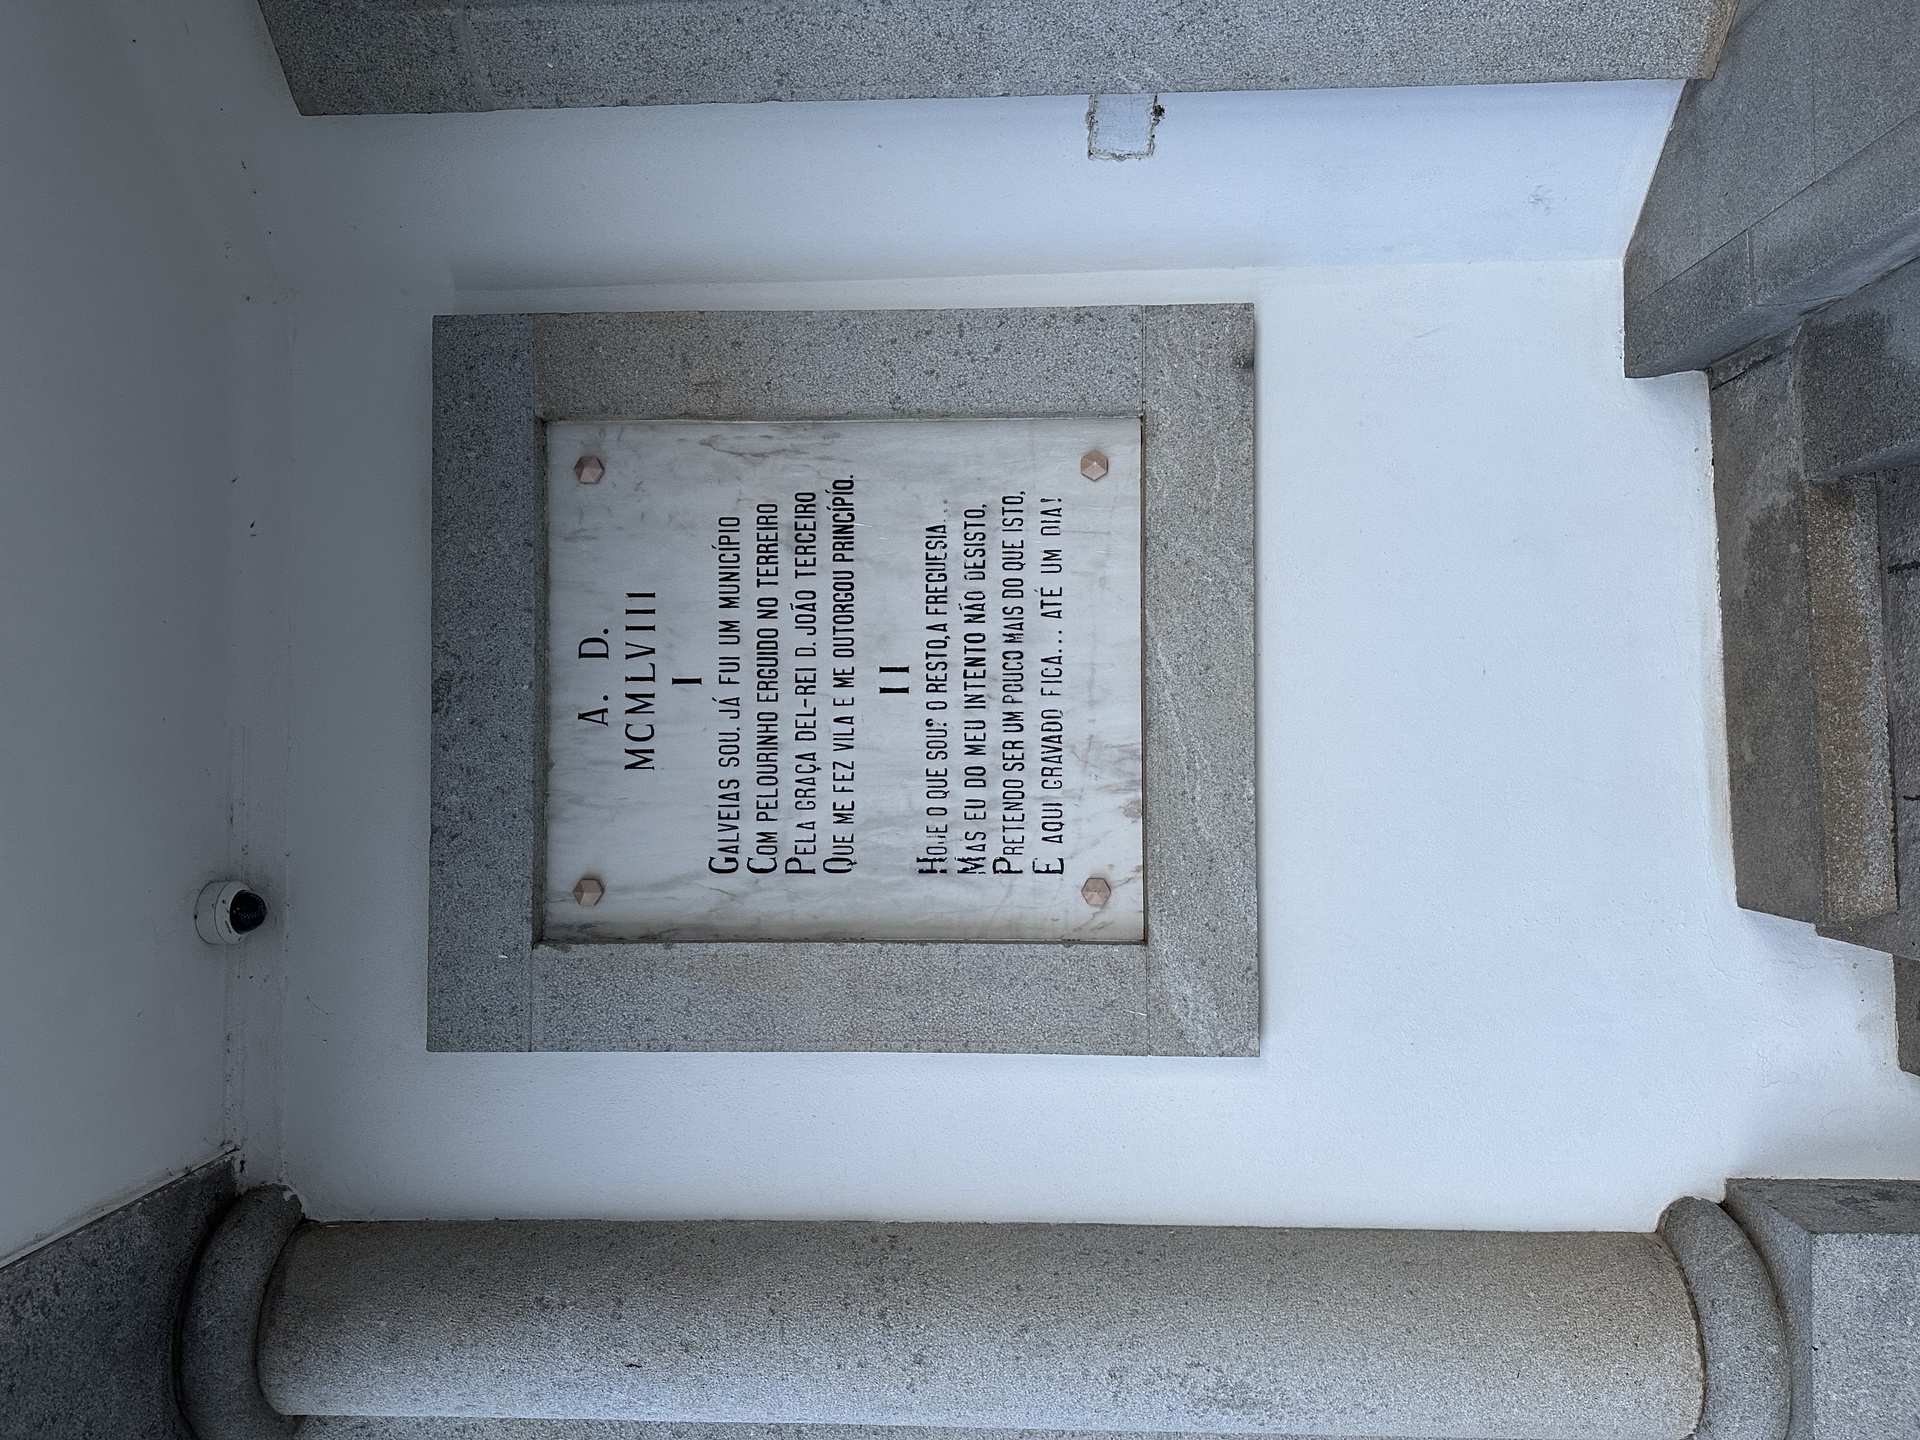 A. D.
MCMLVIII
I
GALVEIAS SOU. JÁ FUI UM MUNICÍPIO
COM PELOURINHO ERGUIDO NO TERREIRO
PELA GRAÇA DEL-REI D. JOÃO TERCEIRO
QUE ME FEZ VILA E ME OUTORGOU PRINCÍPIO.
II
HOJE O QUE SOU? O RESTO, A FREGUESIA...
MAS EU DO MEU INTENTO NÃO DESISTO,
PRETENDO SER UM POUCO MAIS DO QUE ISTO,
E AQUI GRAVADO FICA... ATÉ UM DIA!